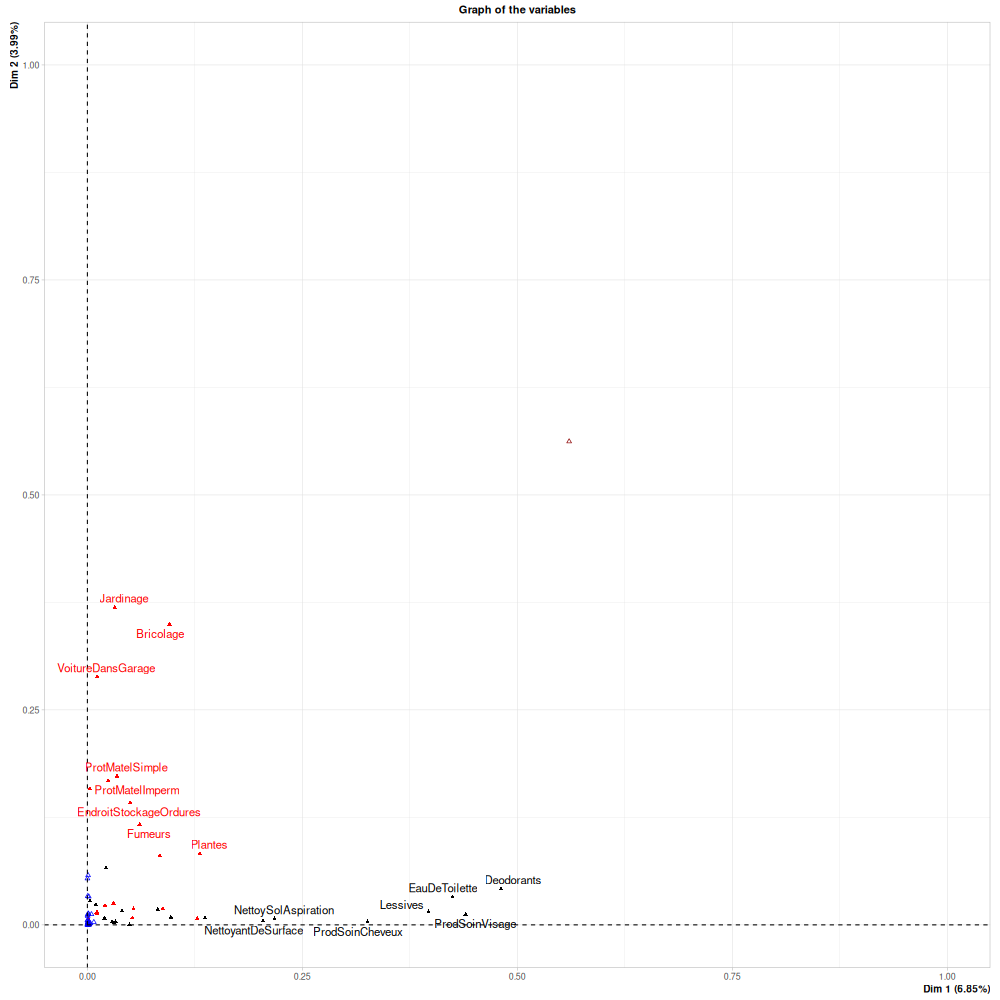 Graph of the variables
Dim 2 (3.99%)
1.00
0.75
0.50
Jardinage
Bricolage
VoitureDansGarage
0.25
ProtMatelSimple
ProtMatelImperm
EndroitStockageOrdures
Fumeurs
Plantes
Deodorants
EauDeToilette
Lessives
NettoySolAspiration
ProdSoinVisage
0.00
NettoyantDeSurface
ProdSoinCheveux
0.00
0.25
0.50
0.75
1.00
Dim 1 (6.85%)